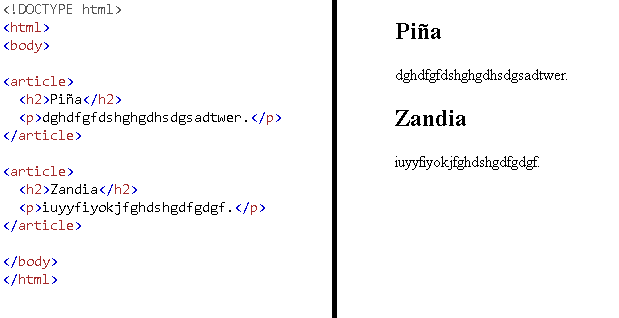 <!DOCTYPE html>
<html>
<body>
<article>
<h2>Piña</h2>
<p>dghdfgfdshghgdhsdgsadtwer.</p>
</article>
<article>
<h2>Zandia</h2>
<p>iuyyfiyokjfghdshgdfgdgf.</p>
</article>
</body>
</html>
Piña
dghdfgfdshghgdhsdgsadtwer.
Zandia
iuyyfiyokjfghdshgdfgdgf.